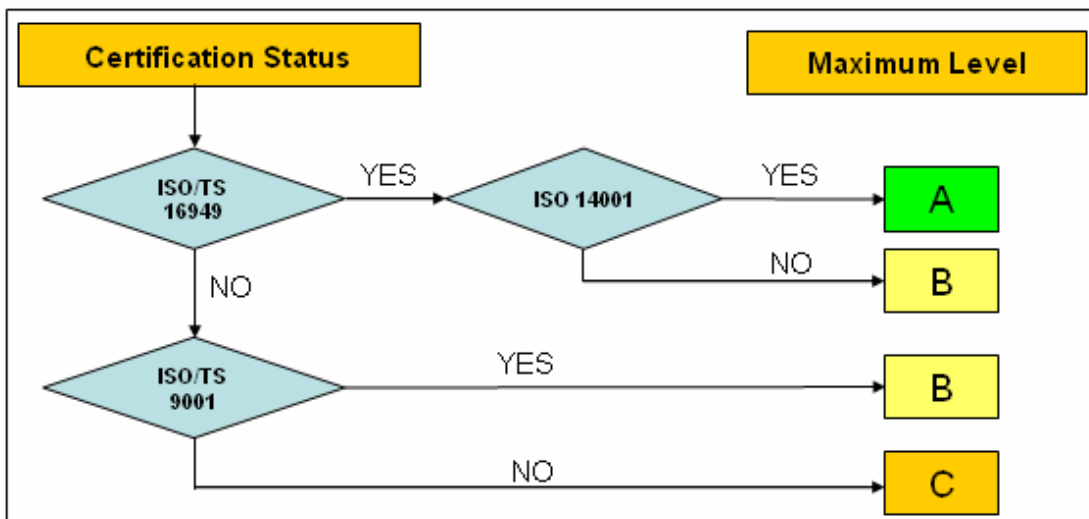 Certification Status
Maximum Level
ISO/TS
16949
YES
ISO 14001
YES
A
NO
B
NO
ISO/TS
9001
YES
B
NO
C